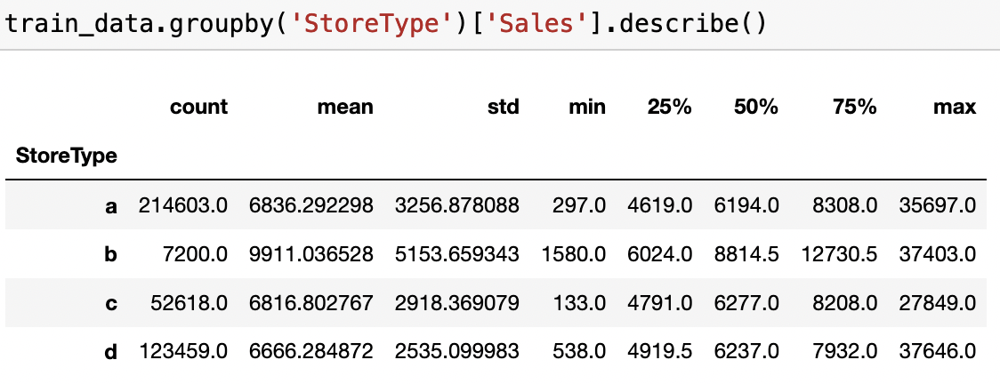 train_data.groupby('StoreType')['Sales'].describe()
count mean std min 25% 50% 75% max
StoreType
a 214603.0 6836.292298 3256.878088 297.0 4619.0 6194.0 8308.0 35697.0
b 7200.0 9911.036528 5153.659343 1580.0 6024.0 8814.5 12730.5 37403.0
c 52618.0 6816.802767 2918.369079 133.0 4791.0 6277.0 8208.0 27849.0
d 123459.0 6666.284872 2535.099983 538.0 4919.5 6237.0 7932.0 37646.0